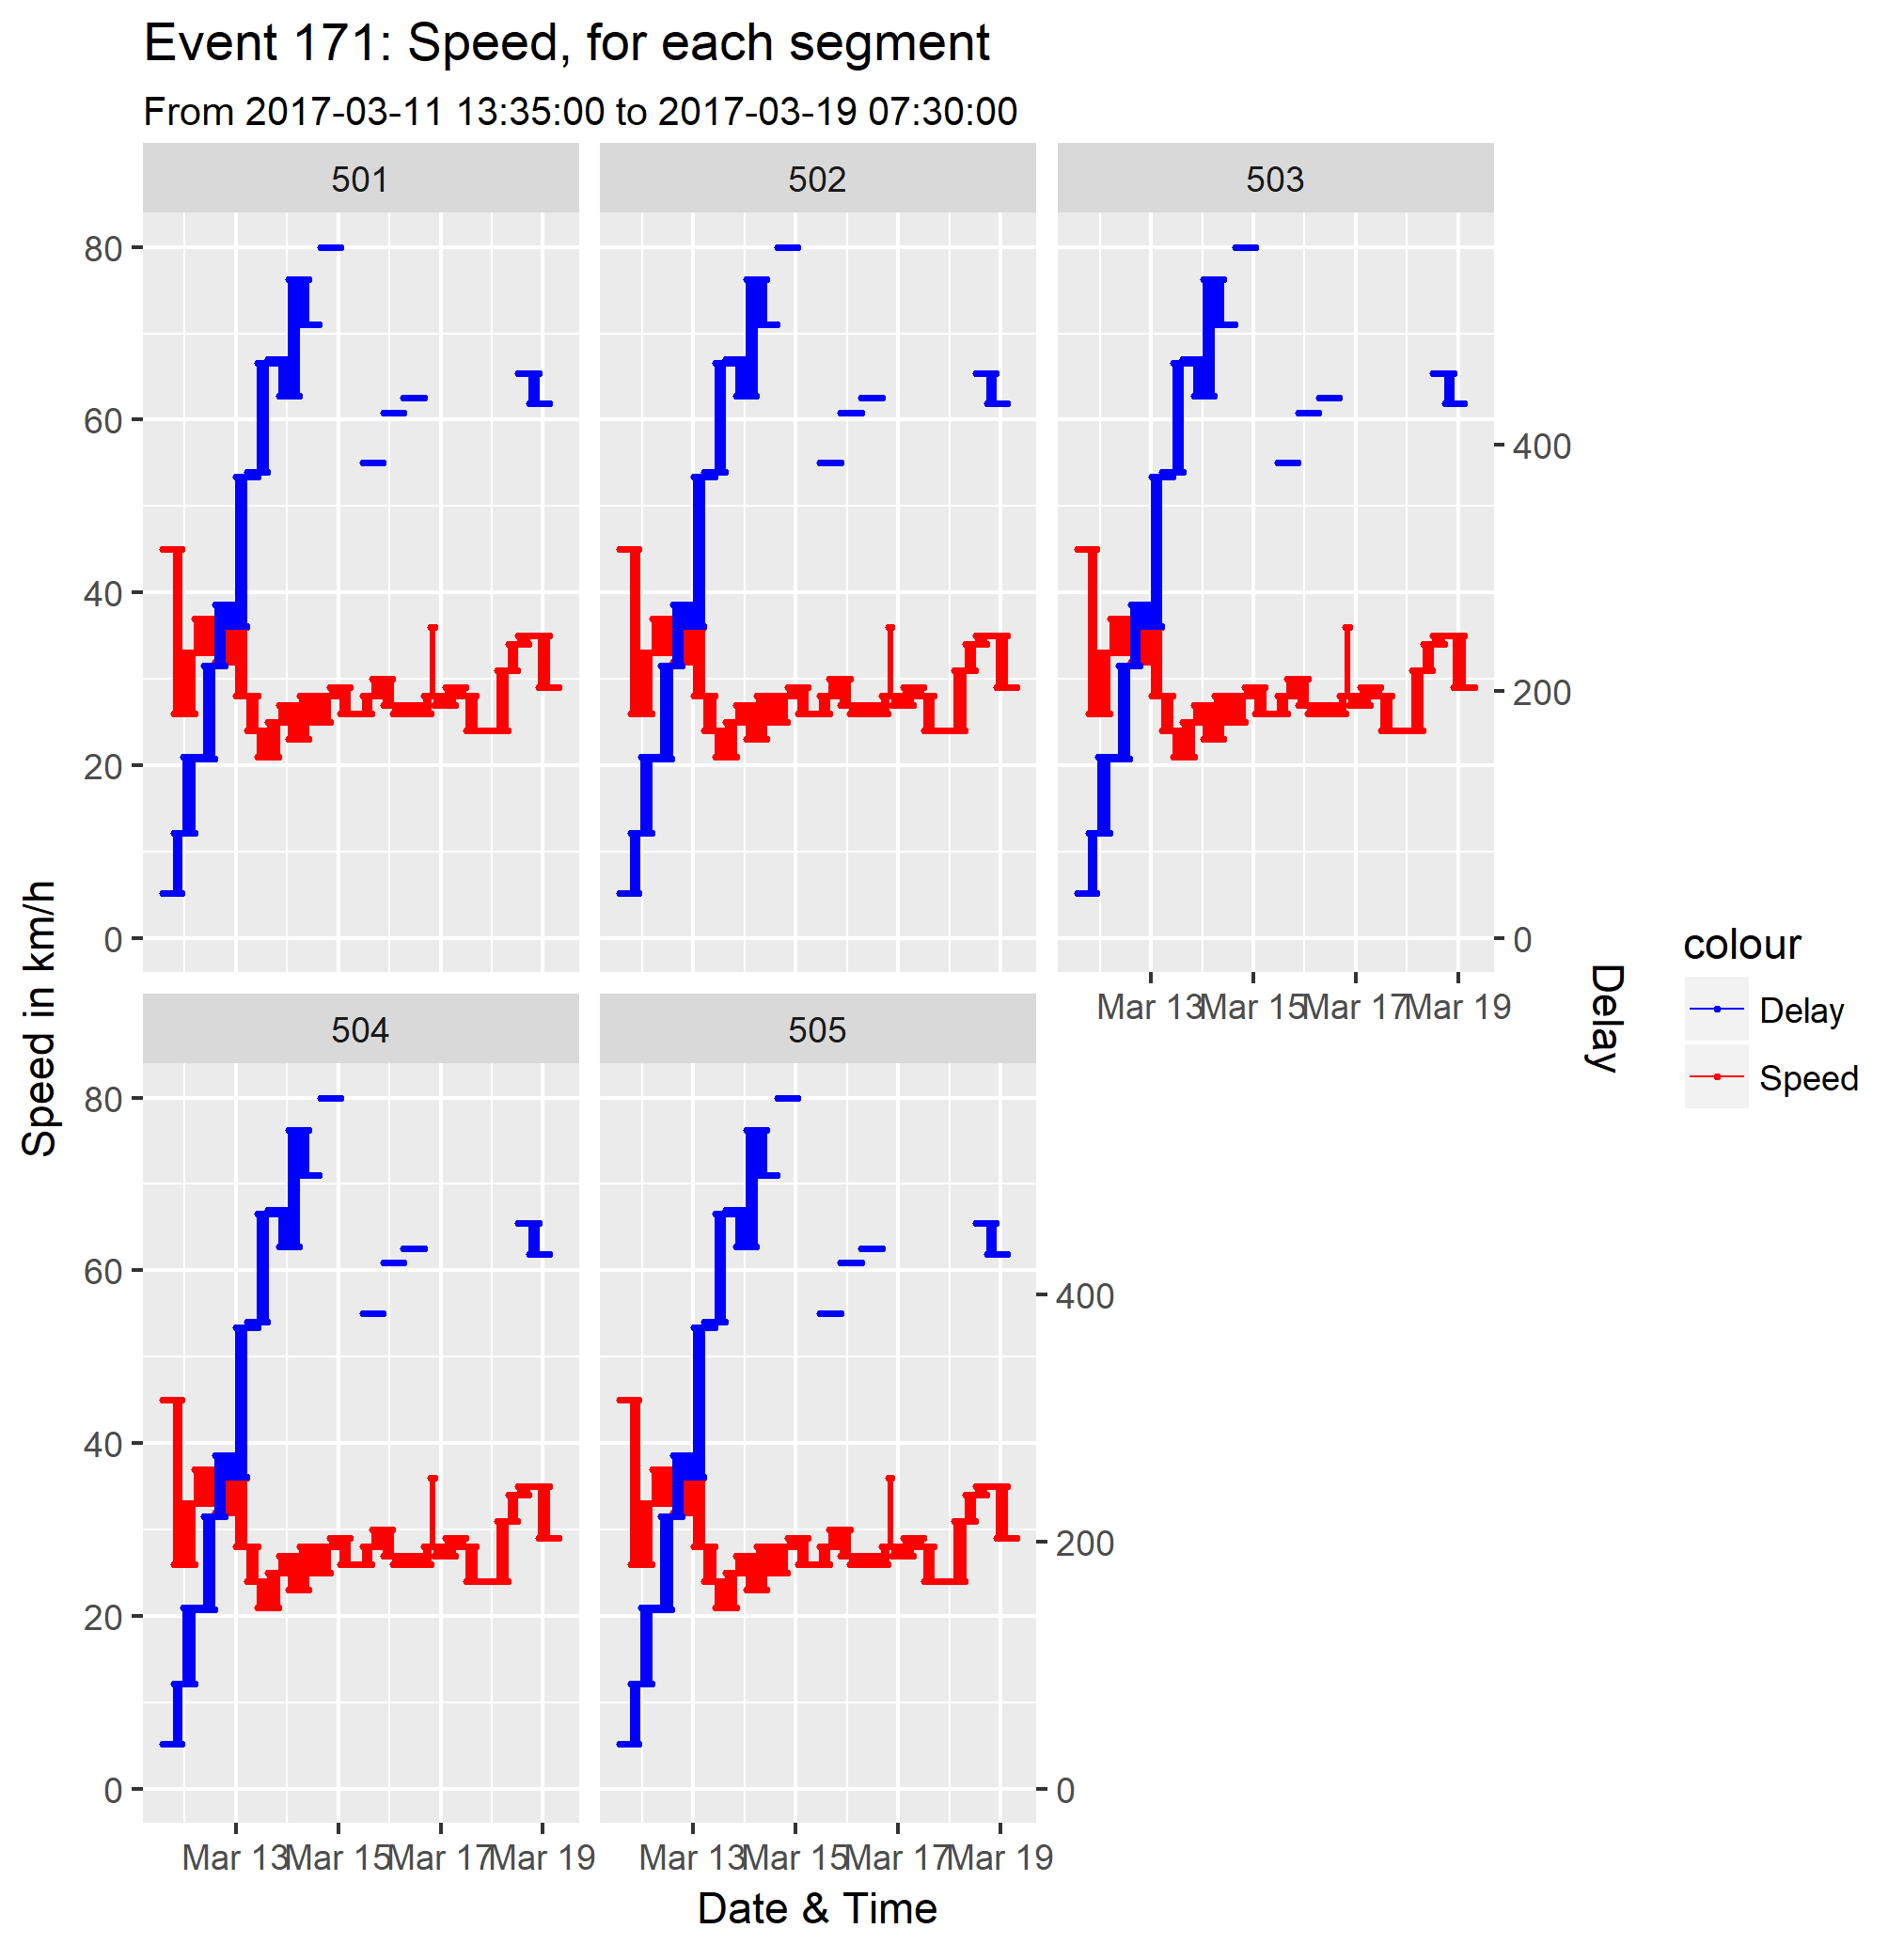 Event 171: Speed, for each segment
From 2017-03-11 13:35:00 to 2017-03-19 07:30:00
501
502
503
80
60
40
20
0
400
200
0
Mar 13 Mar 15 Mar 17 Mar 19
504
505
80
60
40
20
0
400
200
0
Mar 13 Mar 15 Mar 17 Mar 19
Mar 13 Mar 15 Mar 17 Mar 19
Date & Time
Speed in km/h
Delay
colour
Delay
Speed